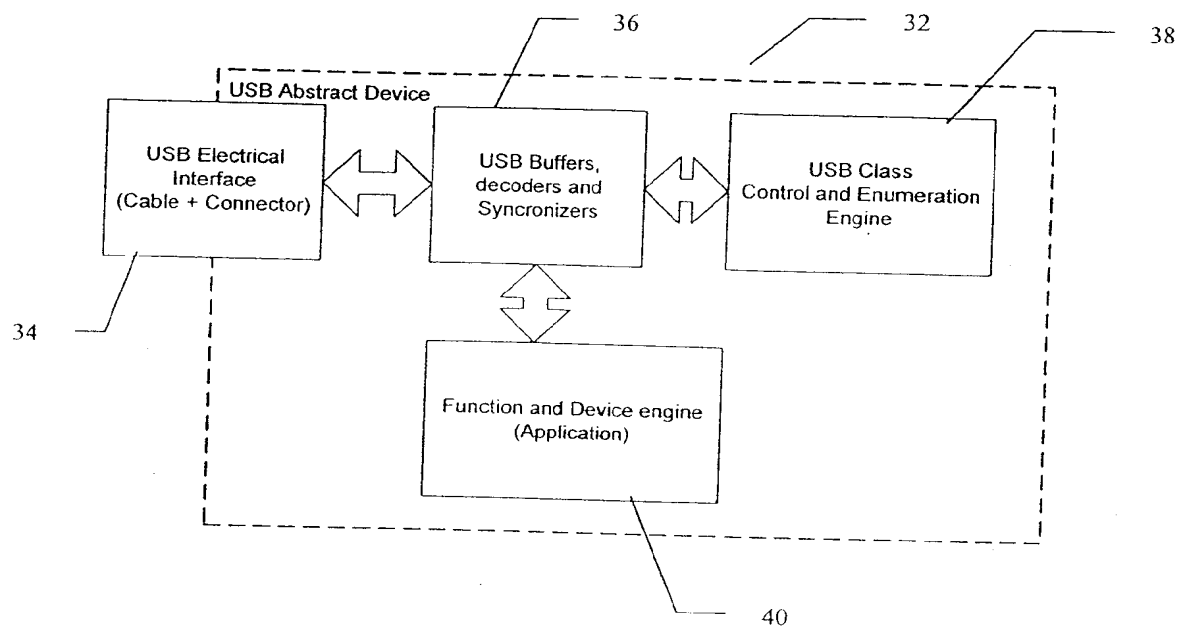 36
32
38
USB Abstract Device
USB Electrical
Interface
(Cable + Connector)
USB Buffers,
decoders and
Syncronizers
USB Class
Control and Enumeration
Engine
34
Function and Device engine
(Application)
40